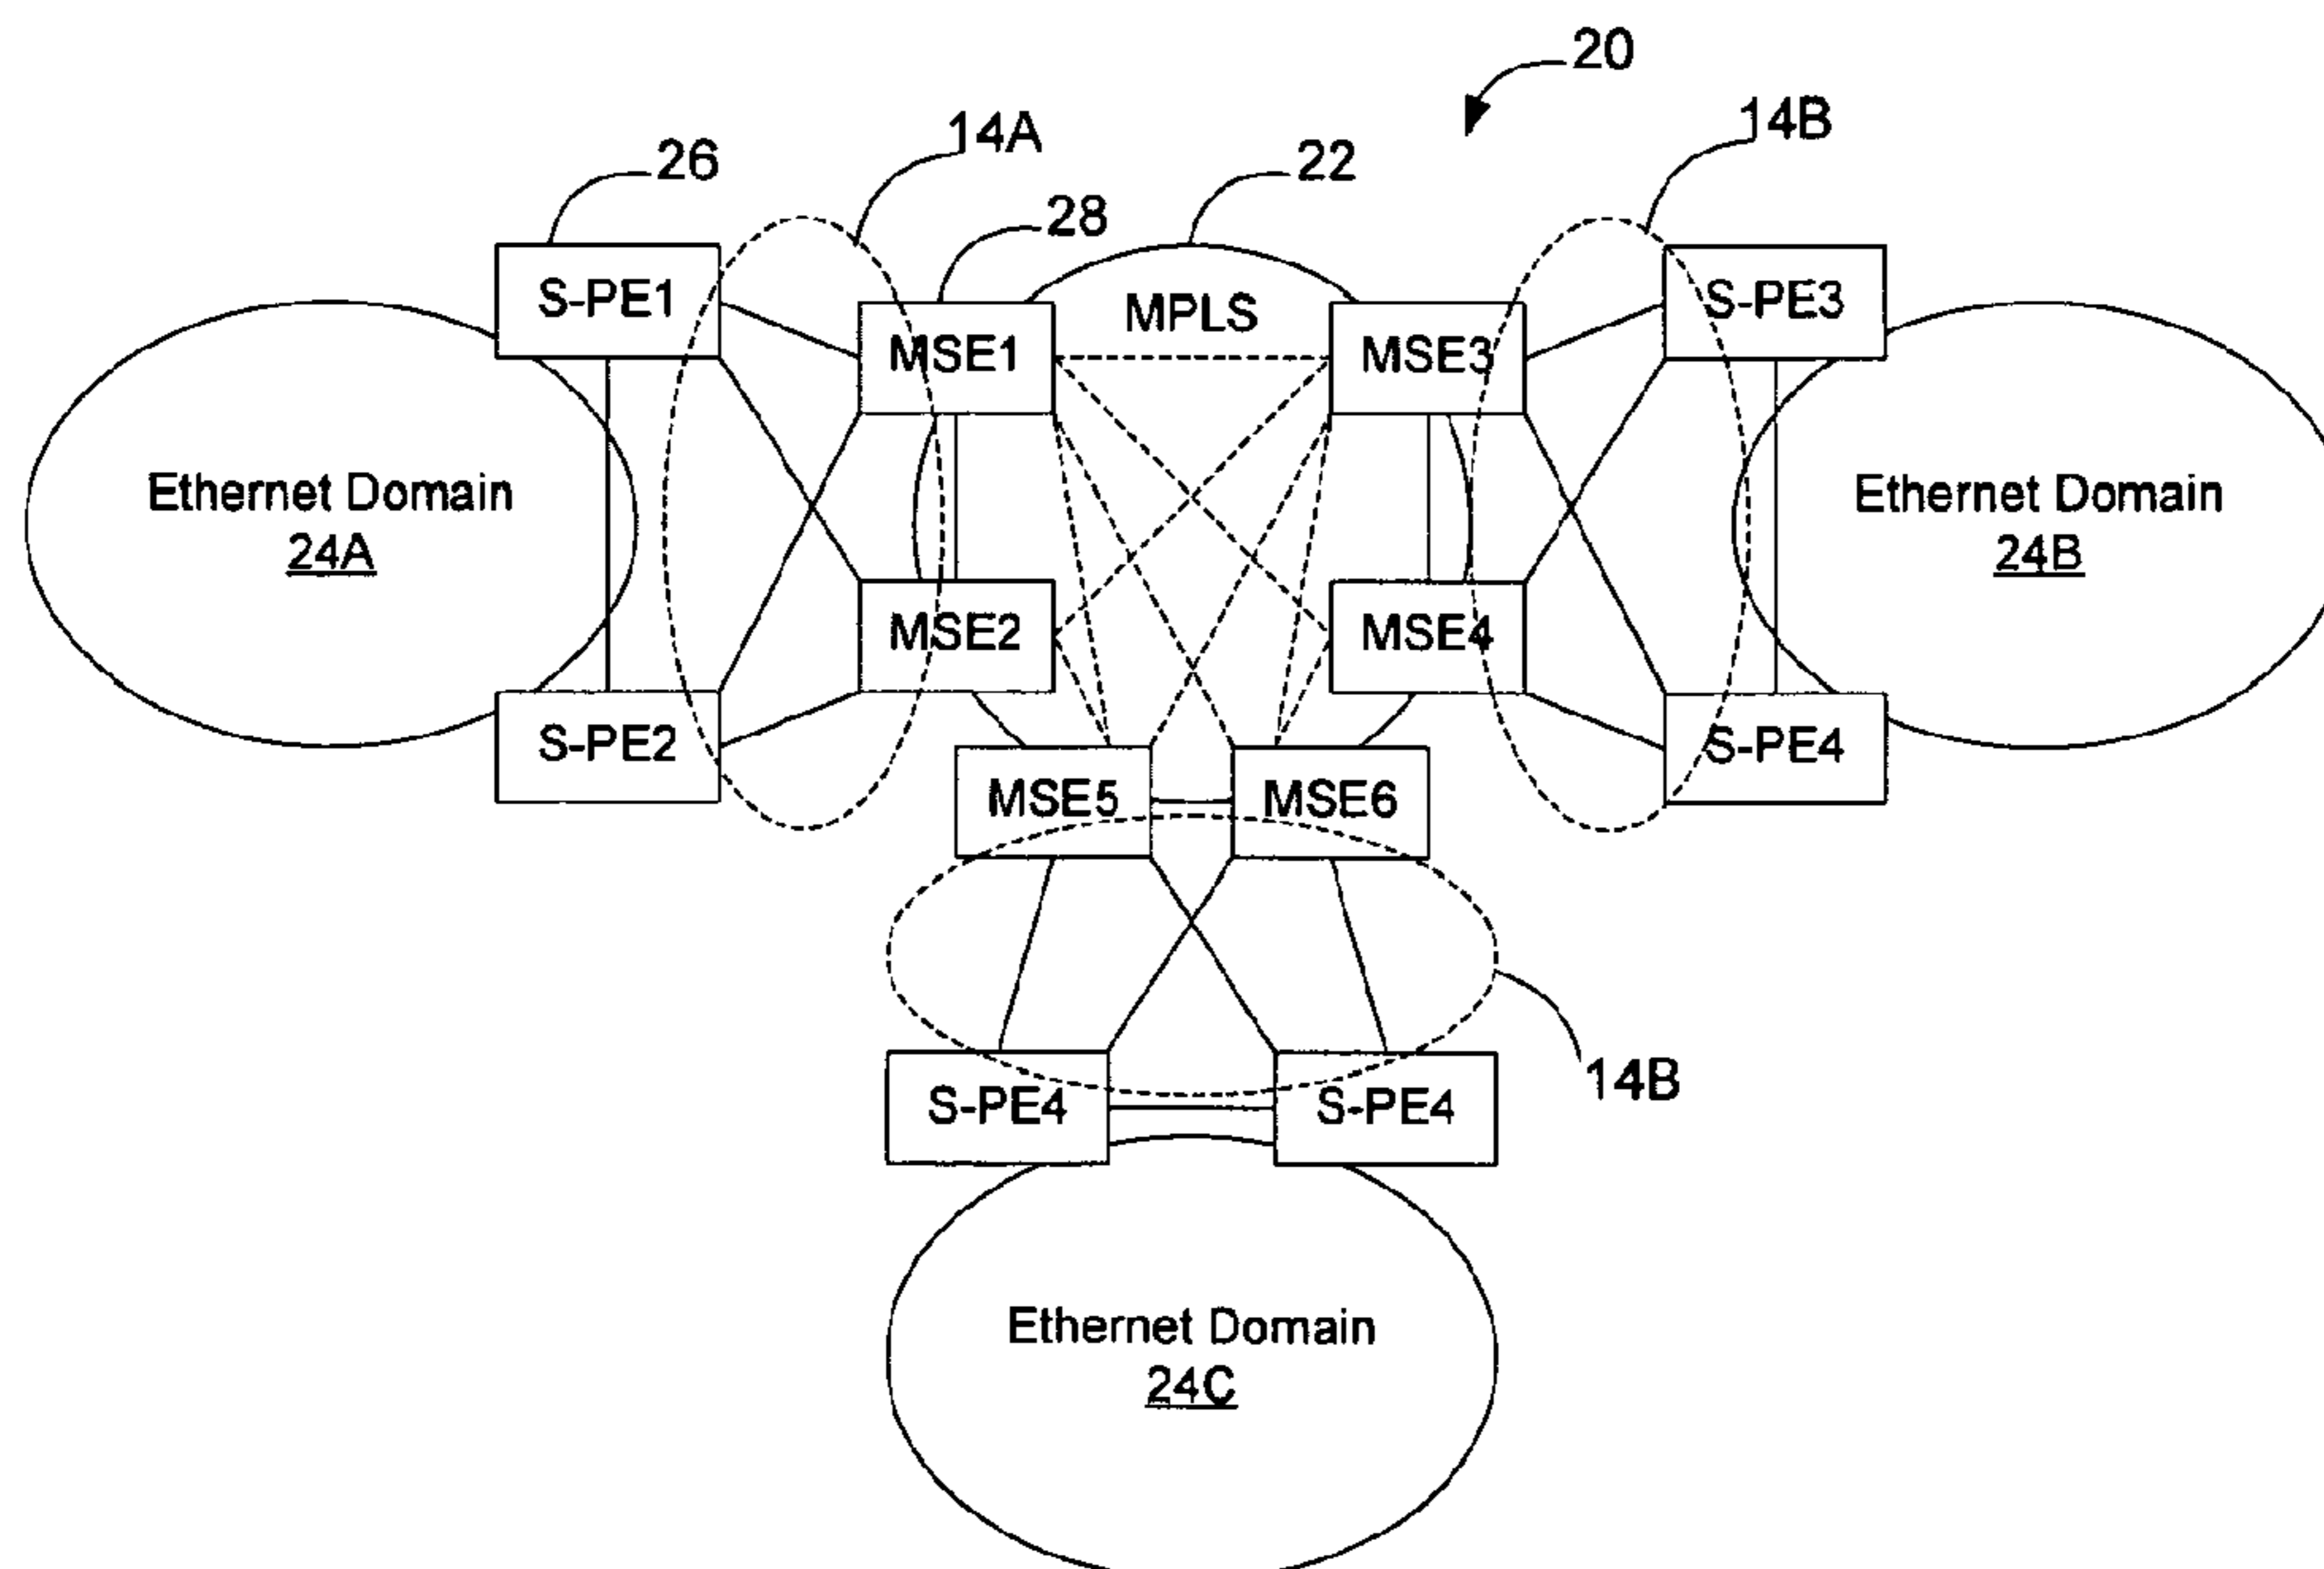 20
14A
14B
26
22
28
S-PE1
S-PE3
MPLS
MSE1
MSE3
Ethernet Domain
24A
Ethernet Domain
24B
MSE2
MSE4
S-PE2
S-PE4
MSE5
MSE6
14B
S-PE4
S-PE4
Ethernet Domain
24C